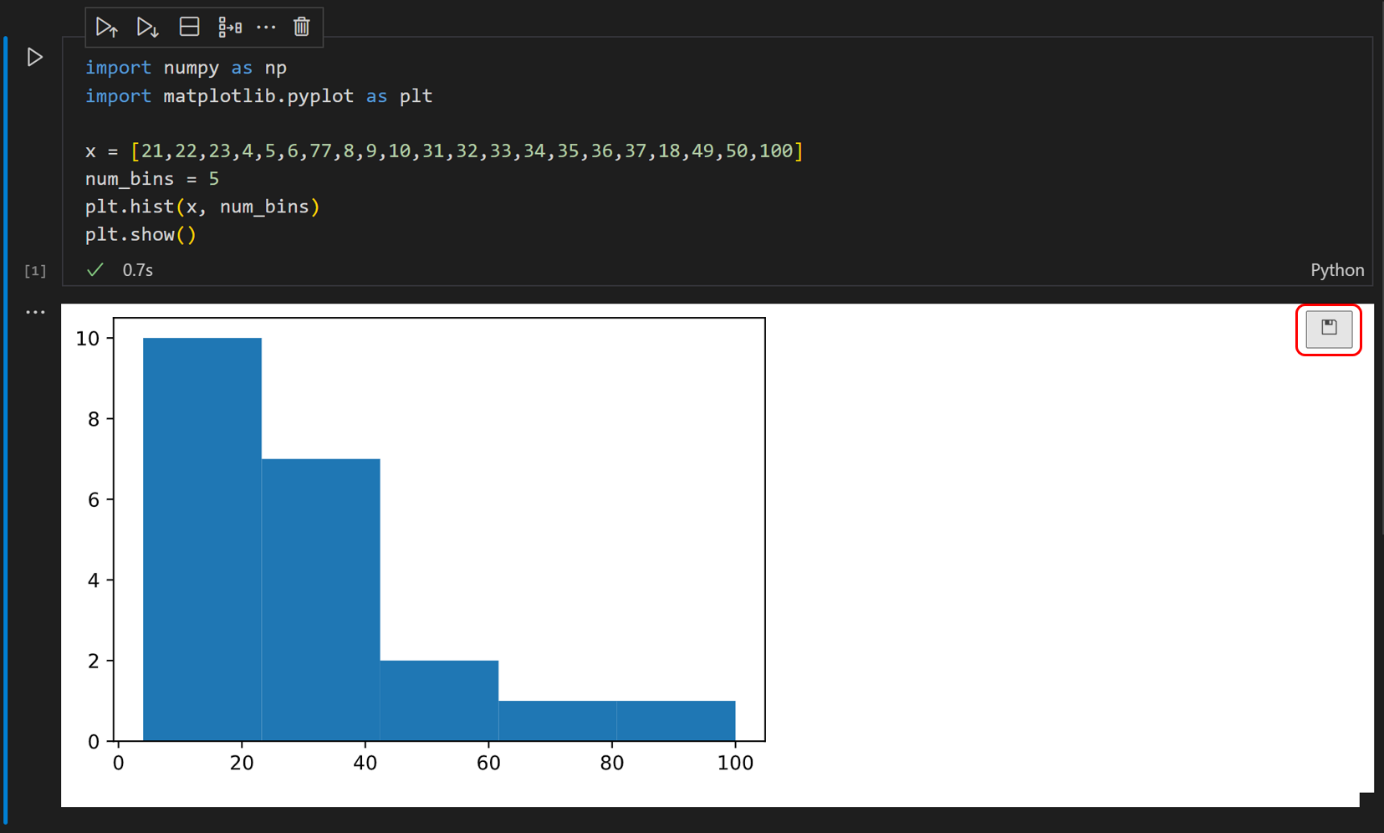 import numpy as np
import matplotlib.pyplot as plt
x = [21,22,23,4,5,6,77,8,9,10,31,32,33,34,35,36,37,18,49,50,100]
num_bins = 5
plt.hist(x, num_bins)
plt.show()
[1] 0.7s Python
10
8
6
4
2
0
0 20 40 60 80 100